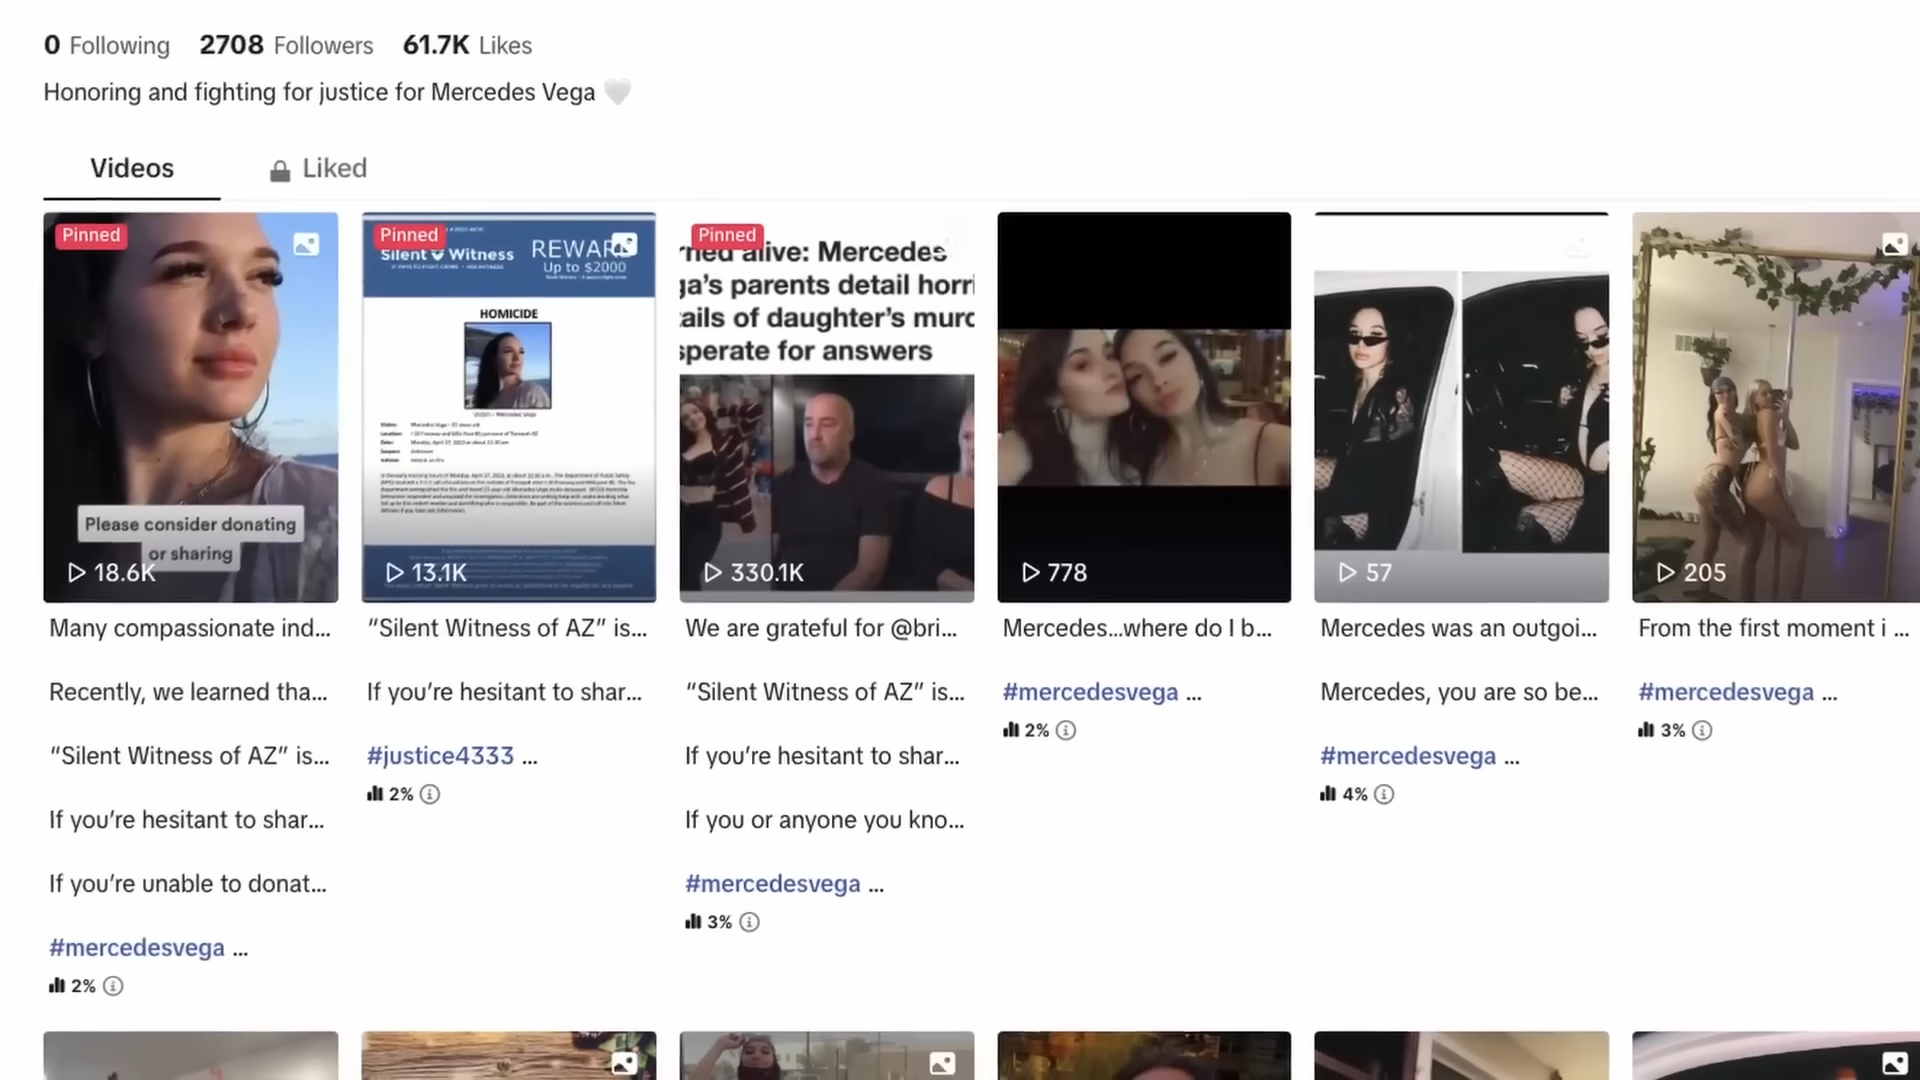 0 Following 2708 Followers 61.7K Likes
Honoring and fighting for justice for Mercedes Vega 🤍
Videos
Liked
Pinned
Please consider donating
or sharing
18.6K
Many compassionate ind...
Recently, we learned tha...
“Silent Witness of AZ” is...
If you’re hesitant to shar...
If you’re unable to donat...
#mercedesvega ...
2%
Pinned
Silent Witness
REWARD
Up to $2000
HOMICIDE
13.1K
“Silent Witness of AZ” is...
If you’re hesitant to shar...
#justice4333 ...
2%
Pinned
rned alive: Mercedes
ga’s parents detail horri
ails of daughter’s murd
sperate for answers
330.1K
We are grateful for @bri...
“Silent Witness of AZ” is...
If you’re hesitant to shar...
If you or anyone you kno...
#mercedesvega ...
3%
778
Mercedes...where do I b...
#mercedesvega ...
2%
57
Mercedes was an outgoi...
Mercedes, you are so be...
#mercedesvega ...
4%
205
From the first moment i ...
#mercedesvega ...
3%